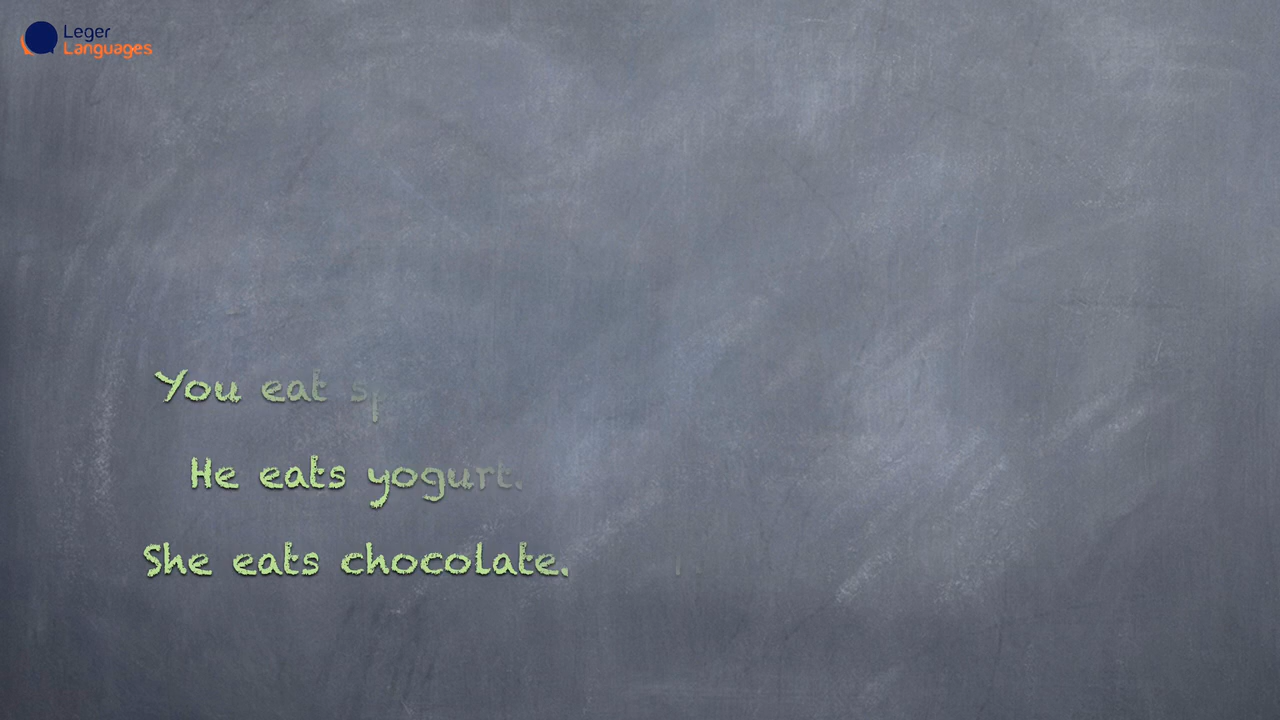 Leger
Languages
You eat
He eats yogurt.
She eats chocolate.